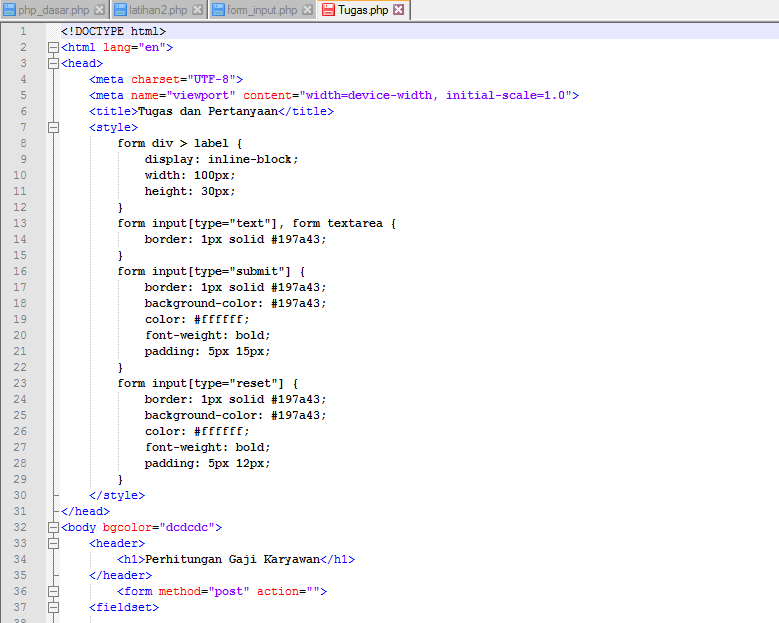 php_dasar.php latihan2.php form_input.php Tugas.php
1 <!DOCTYPE html>
2 <html lang="en">
3 <head>
4 <meta charset="UTF-8">
5 <meta name="viewport" content="width=device-width, initial-scale=1.0">
6 <title>Tugas dan Pertanyaan</title>
7 <style>
8 form div > label {
9 display: inline-block;
10 width: 100px;
11 height: 30px;
12 }
13 form input[type="text"], form textarea {
14 border: 1px solid #197a43;
15 }
16 form input[type="submit"] {
17 border: 1px solid #197a43;
18 background-color: #197a43;
19 color: #ffffff;
20 font-weight: bold;
21 padding: 5px 15px;
22 }
23 form input[type="reset"] {
24 border: 1px solid #197a43;
25 background-color: #197a43;
26 color: #ffffff;
27 font-weight: bold;
28 padding: 5px 12px;
29 }
30 </style>
31 </head>
32 <body bgcolor="dcdcdc">
33 <header>
34 <h1>Perhitungan Gaji Karyawan</h1>
35 </header>
36 <form method="post" action="">
37 <fieldset>
38